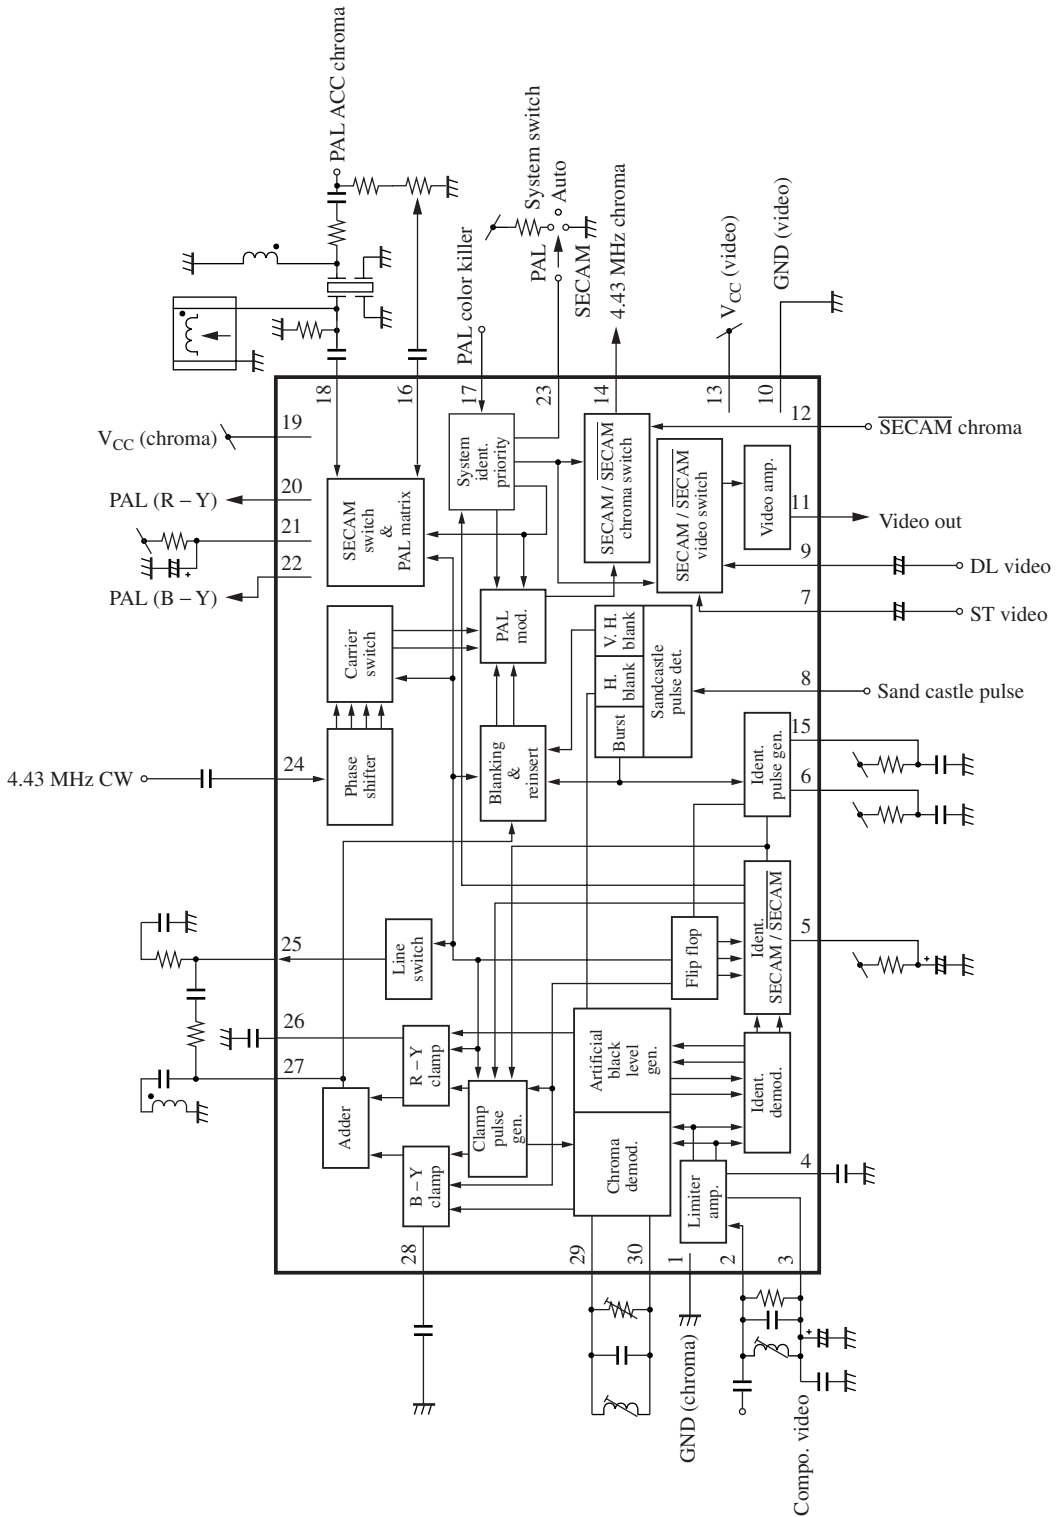 PAL ACC chroma
System switch
Auto
PAL
SECAM
PAL color killer
4.43 MHz chroma
V<sub>CC</sub> (video)
GND (video)
18
16
17
23
14
13
10
V<sub>CC</sub> (chroma)
19
PAL (R – Y)
20
21
22
PAL (B – Y)
SECAM
switch
&
PAL matrix
System
ident.
priority
SECAM / S̅E̅C̅A̅M̅
chroma switch
SECAM / S̅E̅C̅A̅M̅
video switch
Video amp.
12
S̅E̅C̅A̅M̅ chroma
11
Video out
9
DL video
7
ST video
Carrier
switch
PAL
mod.
V. H.
blank
H.
blank
Burst
Sandcastle
pulse det.
8
Sand castle pulse
4.43 MHz CW
24
Phase
shifter
Blanking
&
reinsert
Ident.
pulse gen.
15
6
25
Line
switch
Flip flop
Ident.
SECAM / S̅E̅C̅A̅M̅
5
26
27
R – Y
clamp
Adder
B – Y
clamp
Clamp
pulse
gen.
Artificial
black
level
gen.
Chroma
demod.
Ident.
demod.
Limiter
amp.
4
28
29
30
1
2
3
GND (chroma)
Compo. video